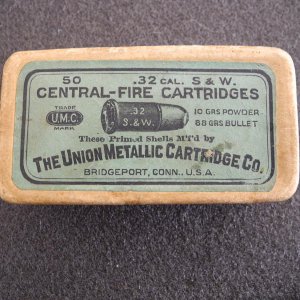 50 .32 CAL. S & W.
CENTRAL-FIRE CARTRIDGES
TRADE
U.M.C.
MARK
.32
S.&W.
10 GRS POWDER
88 GRS BULLET
These Primed Shells M'f'd by
THE UNION METALLIC CARTRIDGE CO.
BRIDGEPORT, CONN., U.S.A.